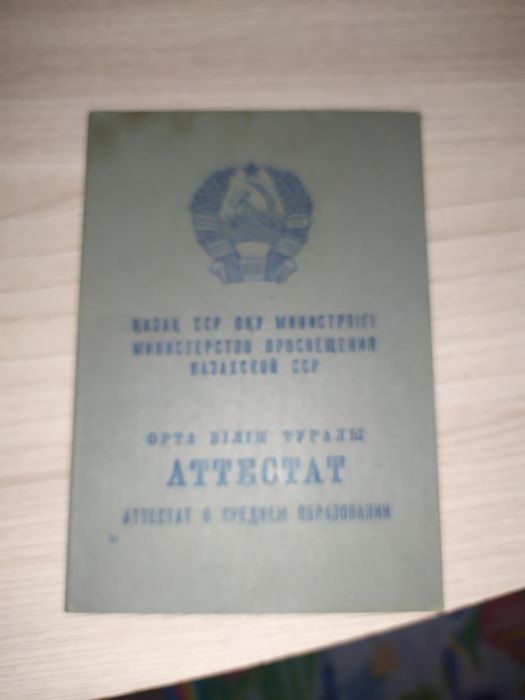 ҚАЗАҚ ССР ОҚУ МИНИСТРЛІГІ
МИНИСТЕРСТВО ПРОСВЕЩЕНИЯ
КАЗАХСКОЙ ССР
ОРТА БІЛІМ ТУРАЛЫ
АТТЕСТАТ
АТТЕСТАТ О СРЕДНЕМ ОБРАЗОВАНИИ